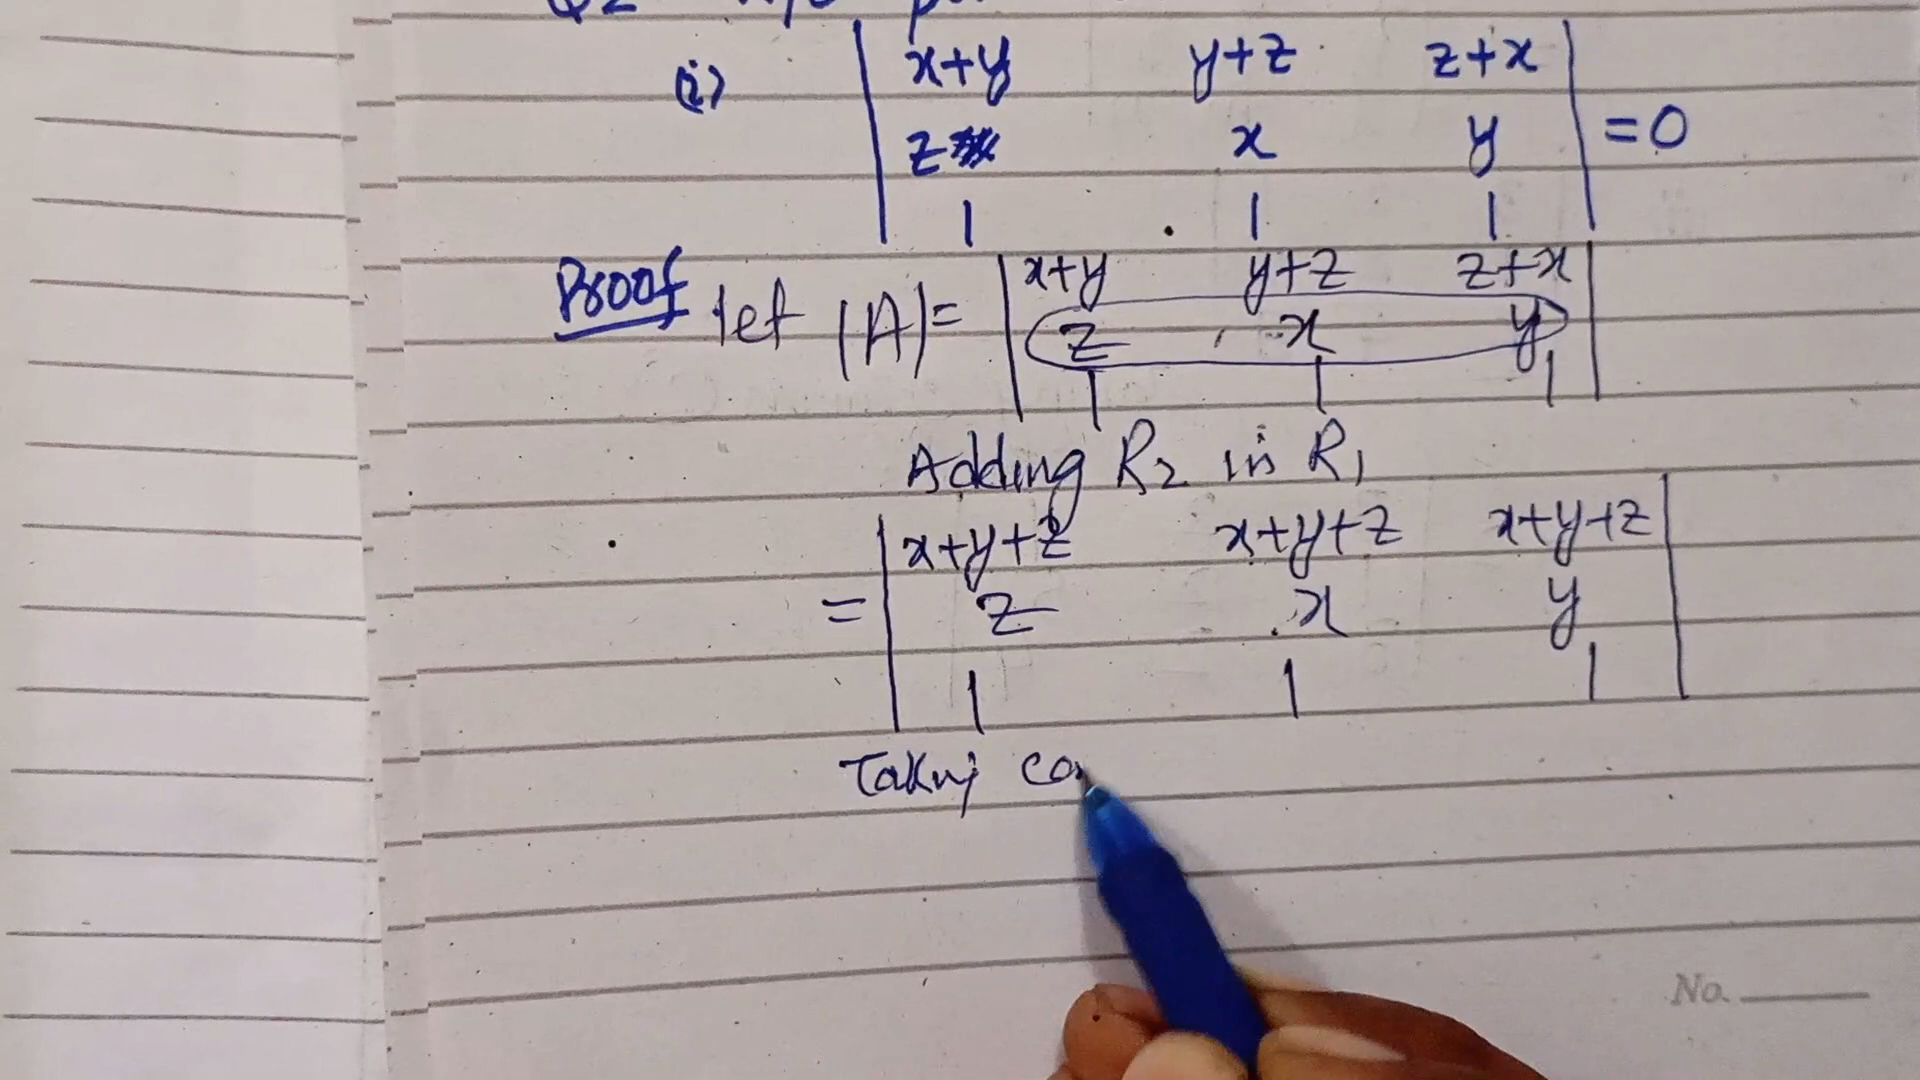 (i) | x+y y+z z+x |
| z x y | =0
| 1 1 1 |
Proof let |A|= | x+y y+z z+x |
| z x y |
| 1 1 1 |
Adding R2 in R1
| x+y+z x+y+z x+y+z |
= | z x y |
| 1 1 1 |
Taking co
No.